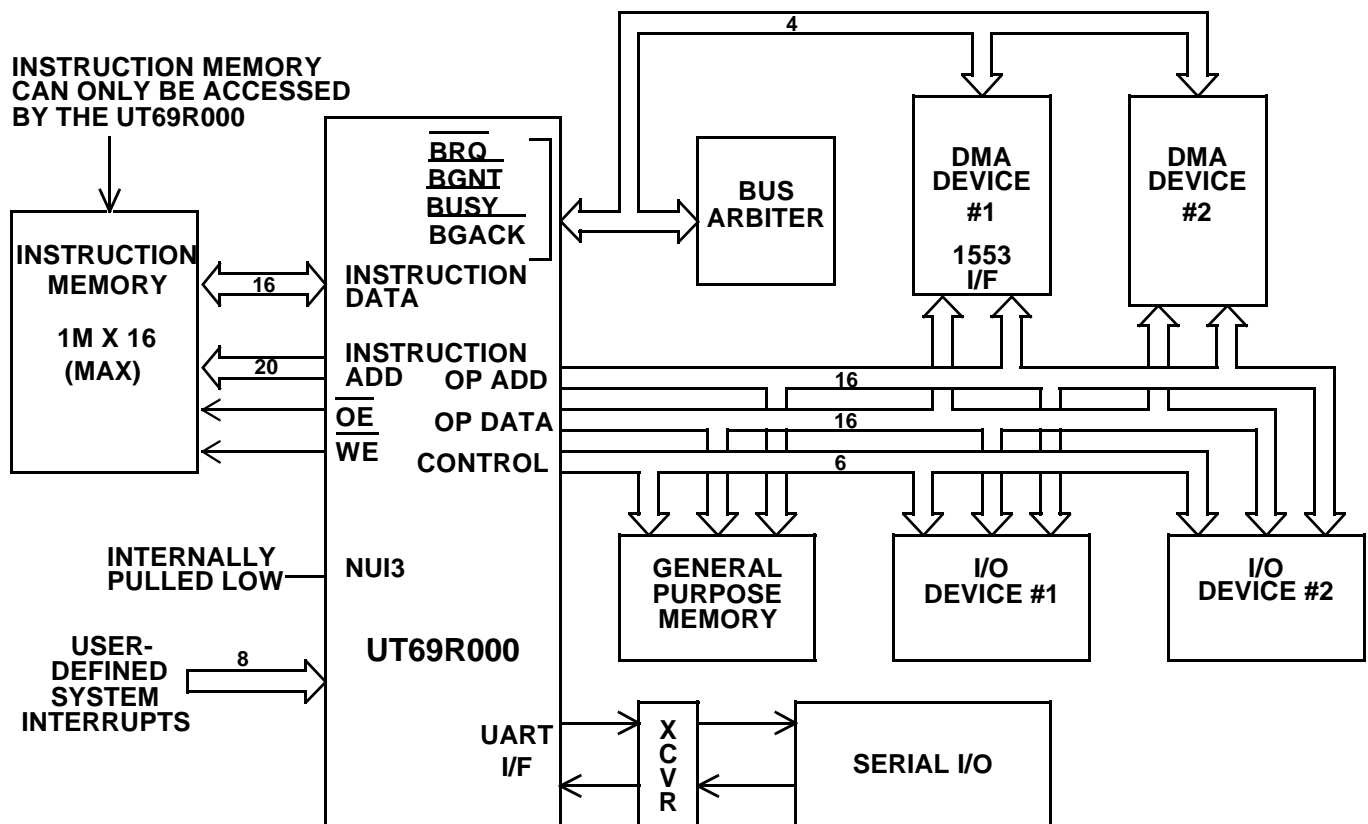 INSTRUCTION MEMORY
CAN ONLY BE ACCESSED
BY THE UT69R000
INSTRUCTION
MEMORY
1M X 16
(MAX)
16
20
BRQ
BGNT
BUSY
BGACK
INSTRUCTION
DATA
INSTRUCTION
ADD
OE
WE
OP ADD
OP DATA
CONTROL
NUI3
UT69R000
UART
I/F
INTERNALLY
PULLED LOW
USER-
DEFINED
SYSTEM
INTERRUPTS
8
4
BUS
ARBITER
DMA
DEVICE
#1
1553
I/F
DMA
DEVICE
#2
16
16
6
GENERAL
PURPOSE
MEMORY
I/O
DEVICE #1
I/O
DEVICE #2
X
C
V
R
SERIAL I/O